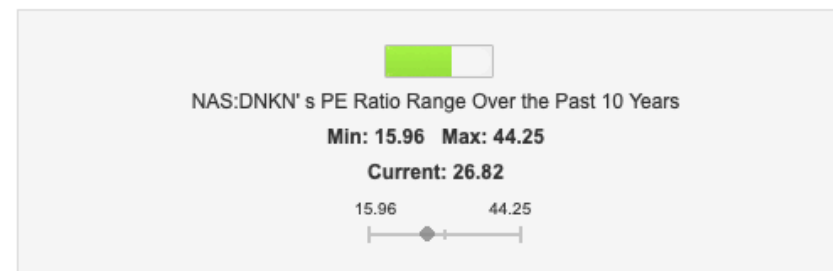 NAS:DNKN' s PE Ratio Range Over the Past 10 Years
Min: 15.96 Max: 44.25
Current: 26.82
15.96 44.25